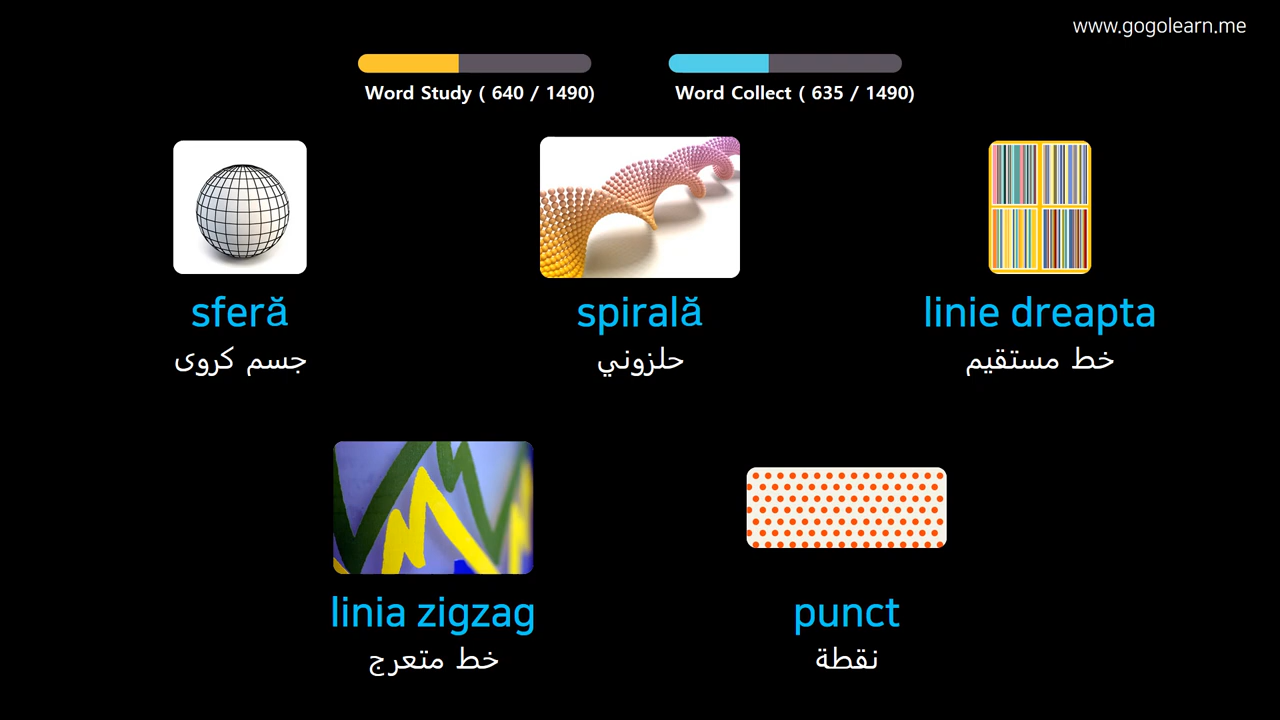 www.gogolearn.me
Word Study ( 640 / 1490)
Word Collect ( 635 / 1490)
sferă
spirală
linie dreapta
جسم كروى
حلزوني
خط مستقيم
linia zigzag
punct
خط متعرج
نقطة